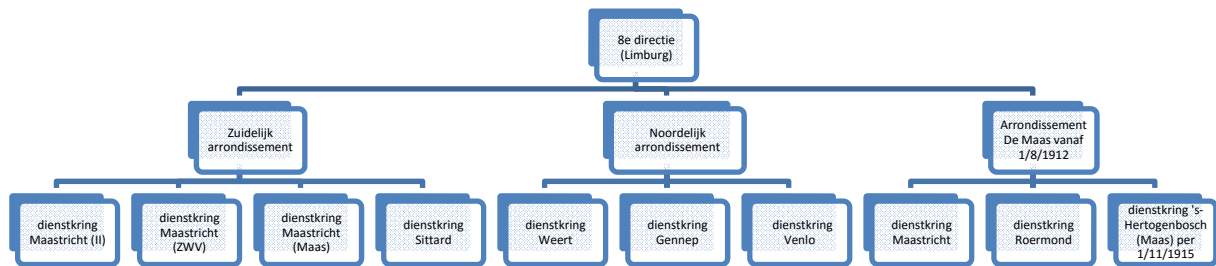 8e directie
(Limburg)
Zuidelijk
arrondissement
Noordelijk
arrondissement
Arrondissement
De Maas vanaf
1/8/1912
dienstkring
Maastricht (II)
dienstkring
Maastricht
(ZWV)
dienstkring
Maastricht
(Maas)
dienstkring
Sittard
dienstkring
Weert
dienstkring
Gennep
dienstkring
Venlo
dienstkring
Maastricht
dienstkring
Roermond
dienstkring 's-
Hertogenbosch
(Maas) per
1/11/1915